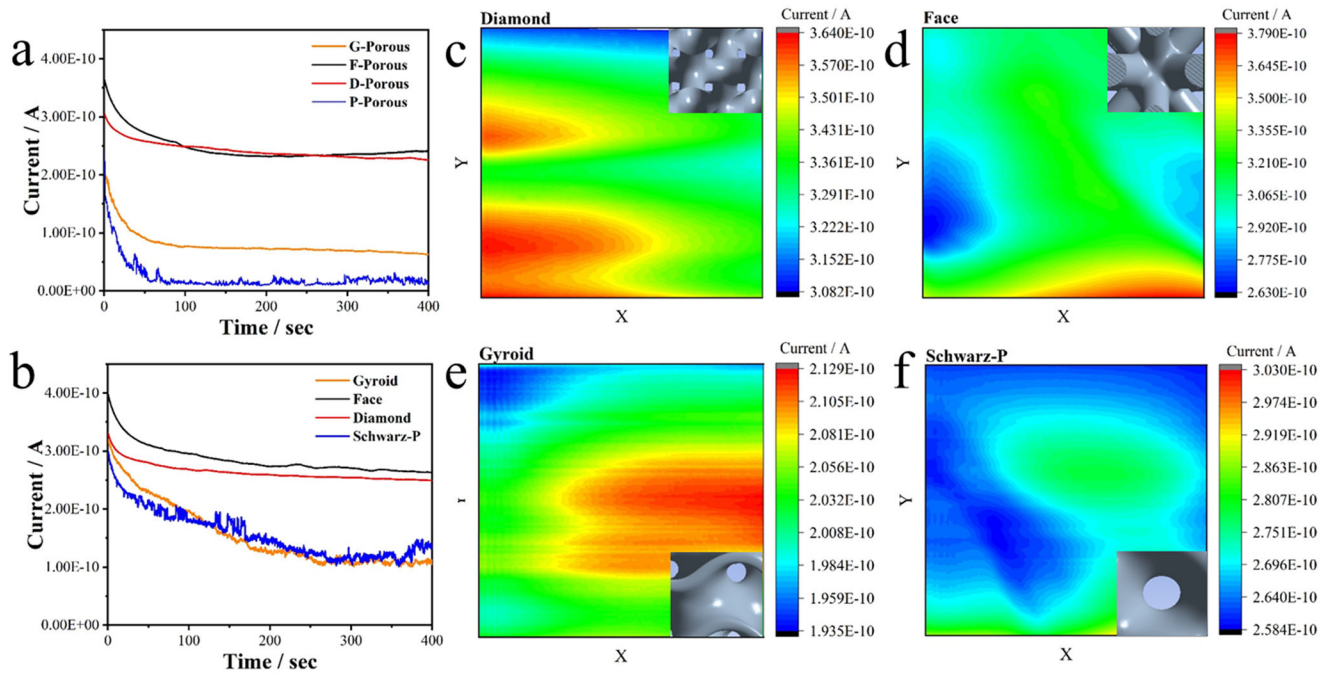 a
4.00E-10
3.00E-10
2.00E-10
1.00E-10
0.00E+00
Current / A
G-Porous
F-Porous
D-Porous
P-Porous
0 100 200 300 400
Time / sec
c
Diamond
Current / A
3.640E-10
3.570E-10
3.501E-10
3.431E-10
3.361E-10
3.291E-10
3.222E-10
3.152E-10
3.082E-10
Y
X
d
Face
Current / A
3.790E-10
3.645E-10
3.500E-10
3.355E-10
3.210E-10
3.065E-10
2.920E-10
2.775E-10
2.630E-10
Y
X
b
4.00E-10
3.00E-10
2.00E-10
1.00E-10
0.00E+00
Current / A
Gyroid
Face
Diamond
Schwarz-P
0 100 200 300 400
Time / sec
e
Gyroid
Current / A
2.129E-10
2.105E-10
2.081E-10
2.056E-10
2.032E-10
2.008E-10
1.984E-10
1.959E-10
1.935E-10
X
f
Schwarz-P
Current / A
3.030E-10
2.974E-10
2.919E-10
2.863E-10
2.807E-10
2.751E-10
2.696E-10
2.640E-10
2.584E-10
Y
X